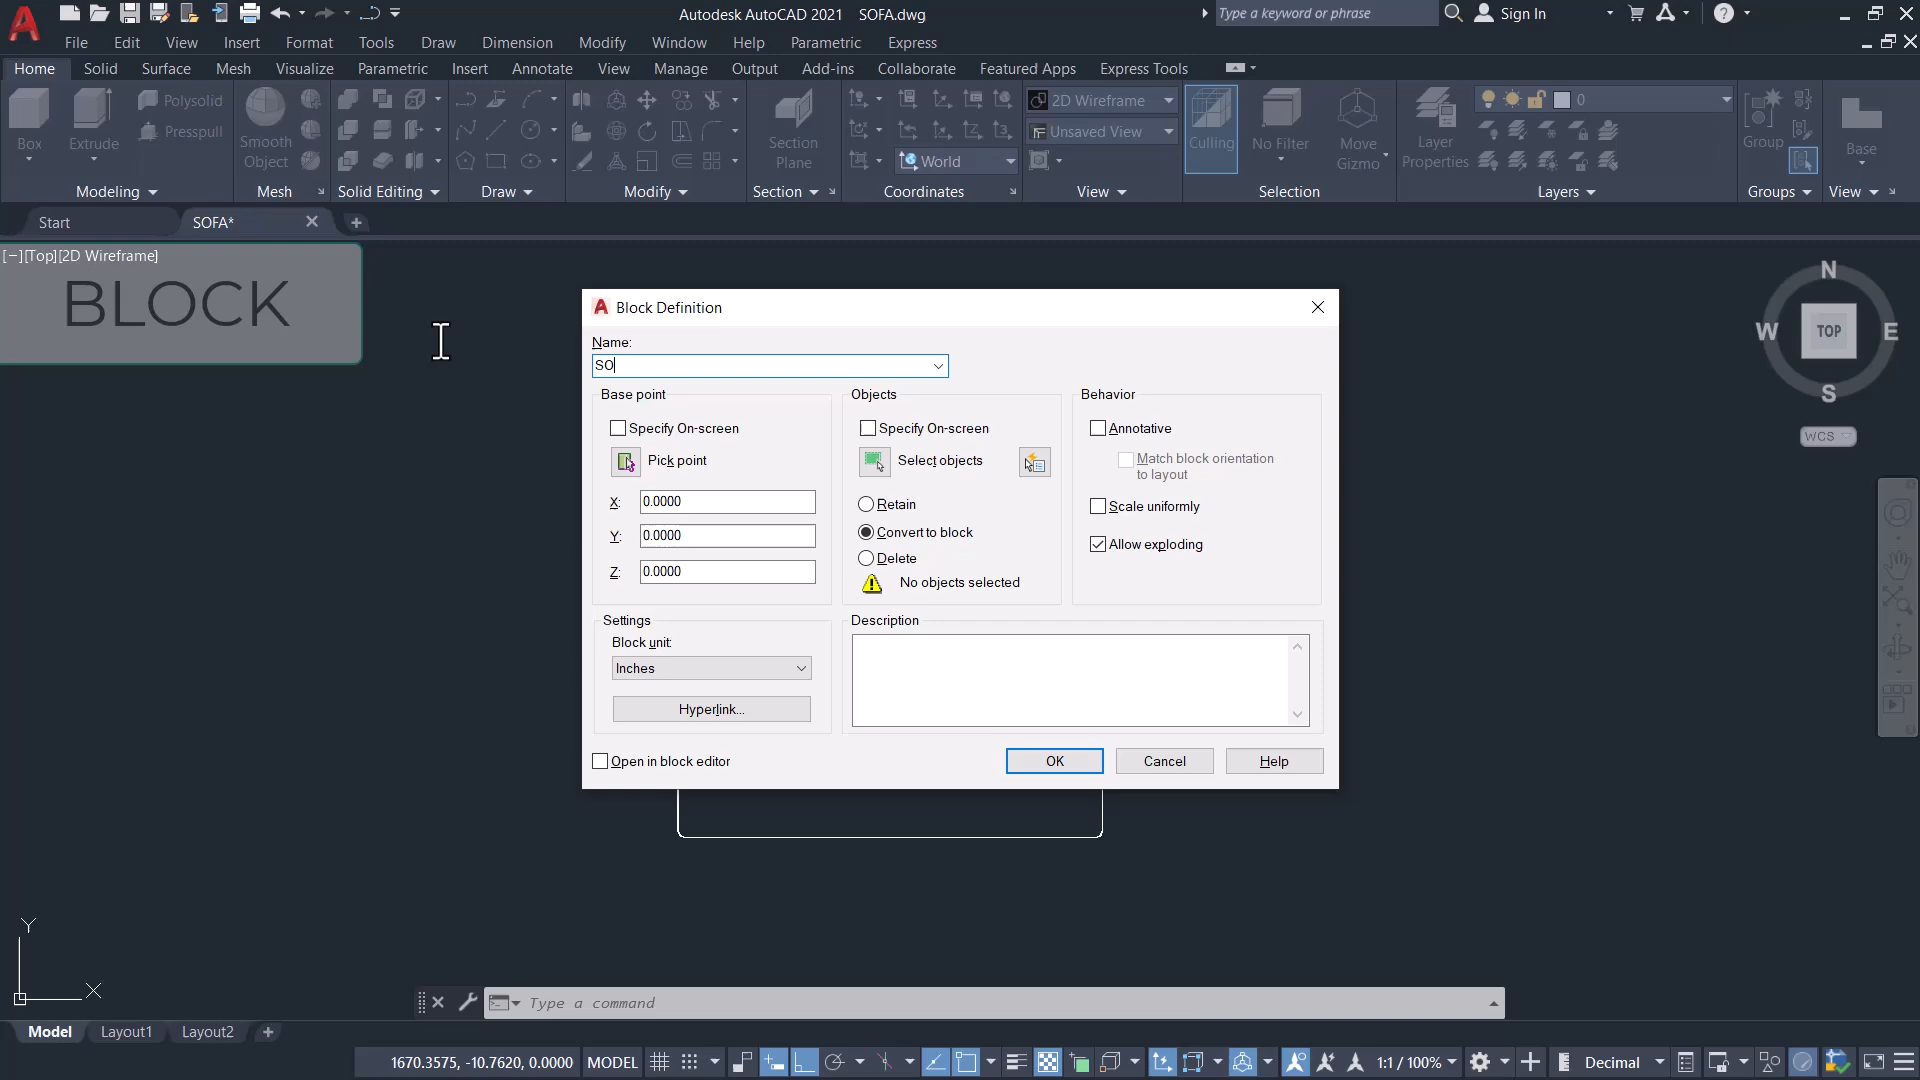 Autodesk AutoCAD 2021 SOFA.dwg Type a keyword or phrase Sign In
File Edit View Insert Format Tools Draw Dimension Modify Window Help Parametric Express
Home Solid Surface Mesh Visualize Parametric Insert Annotate View Manage Output Add-ins Collaborate Featured Apps Express Tools
Polysolid 2D Wireframe 0
Presspull Unsaved View
Box Extrude Smooth Object Section Plane World Culling No Filter Move Gizmo Layer Properties Group Base
Modeling Mesh Solid Editing Draw Modify Section Coordinates View Selection Layers Groups View
Start SOFA*
[−][Top][2D Wireframe]
BLOCK
N
W TOP E
S
WCS
Block Definition
Name:
SO
Base point Objects Behavior
Specify On-screen Specify On-screen Annotative
Pick point Select objects Match block orientation
to layout
X: 0.0000 Retain Scale uniformly
Y: 0.0000 Convert to block Allow exploding
Z: 0.0000 Delete
No objects selected
Settings Description
Block unit:
Inches
Hyperlink...
Open in block editor OK Cancel Help
Y
X
Type a command
Model Layout1 Layout2
1670.3575, -10.7620, 0.0000 MODEL 1:1 / 100% Decimal